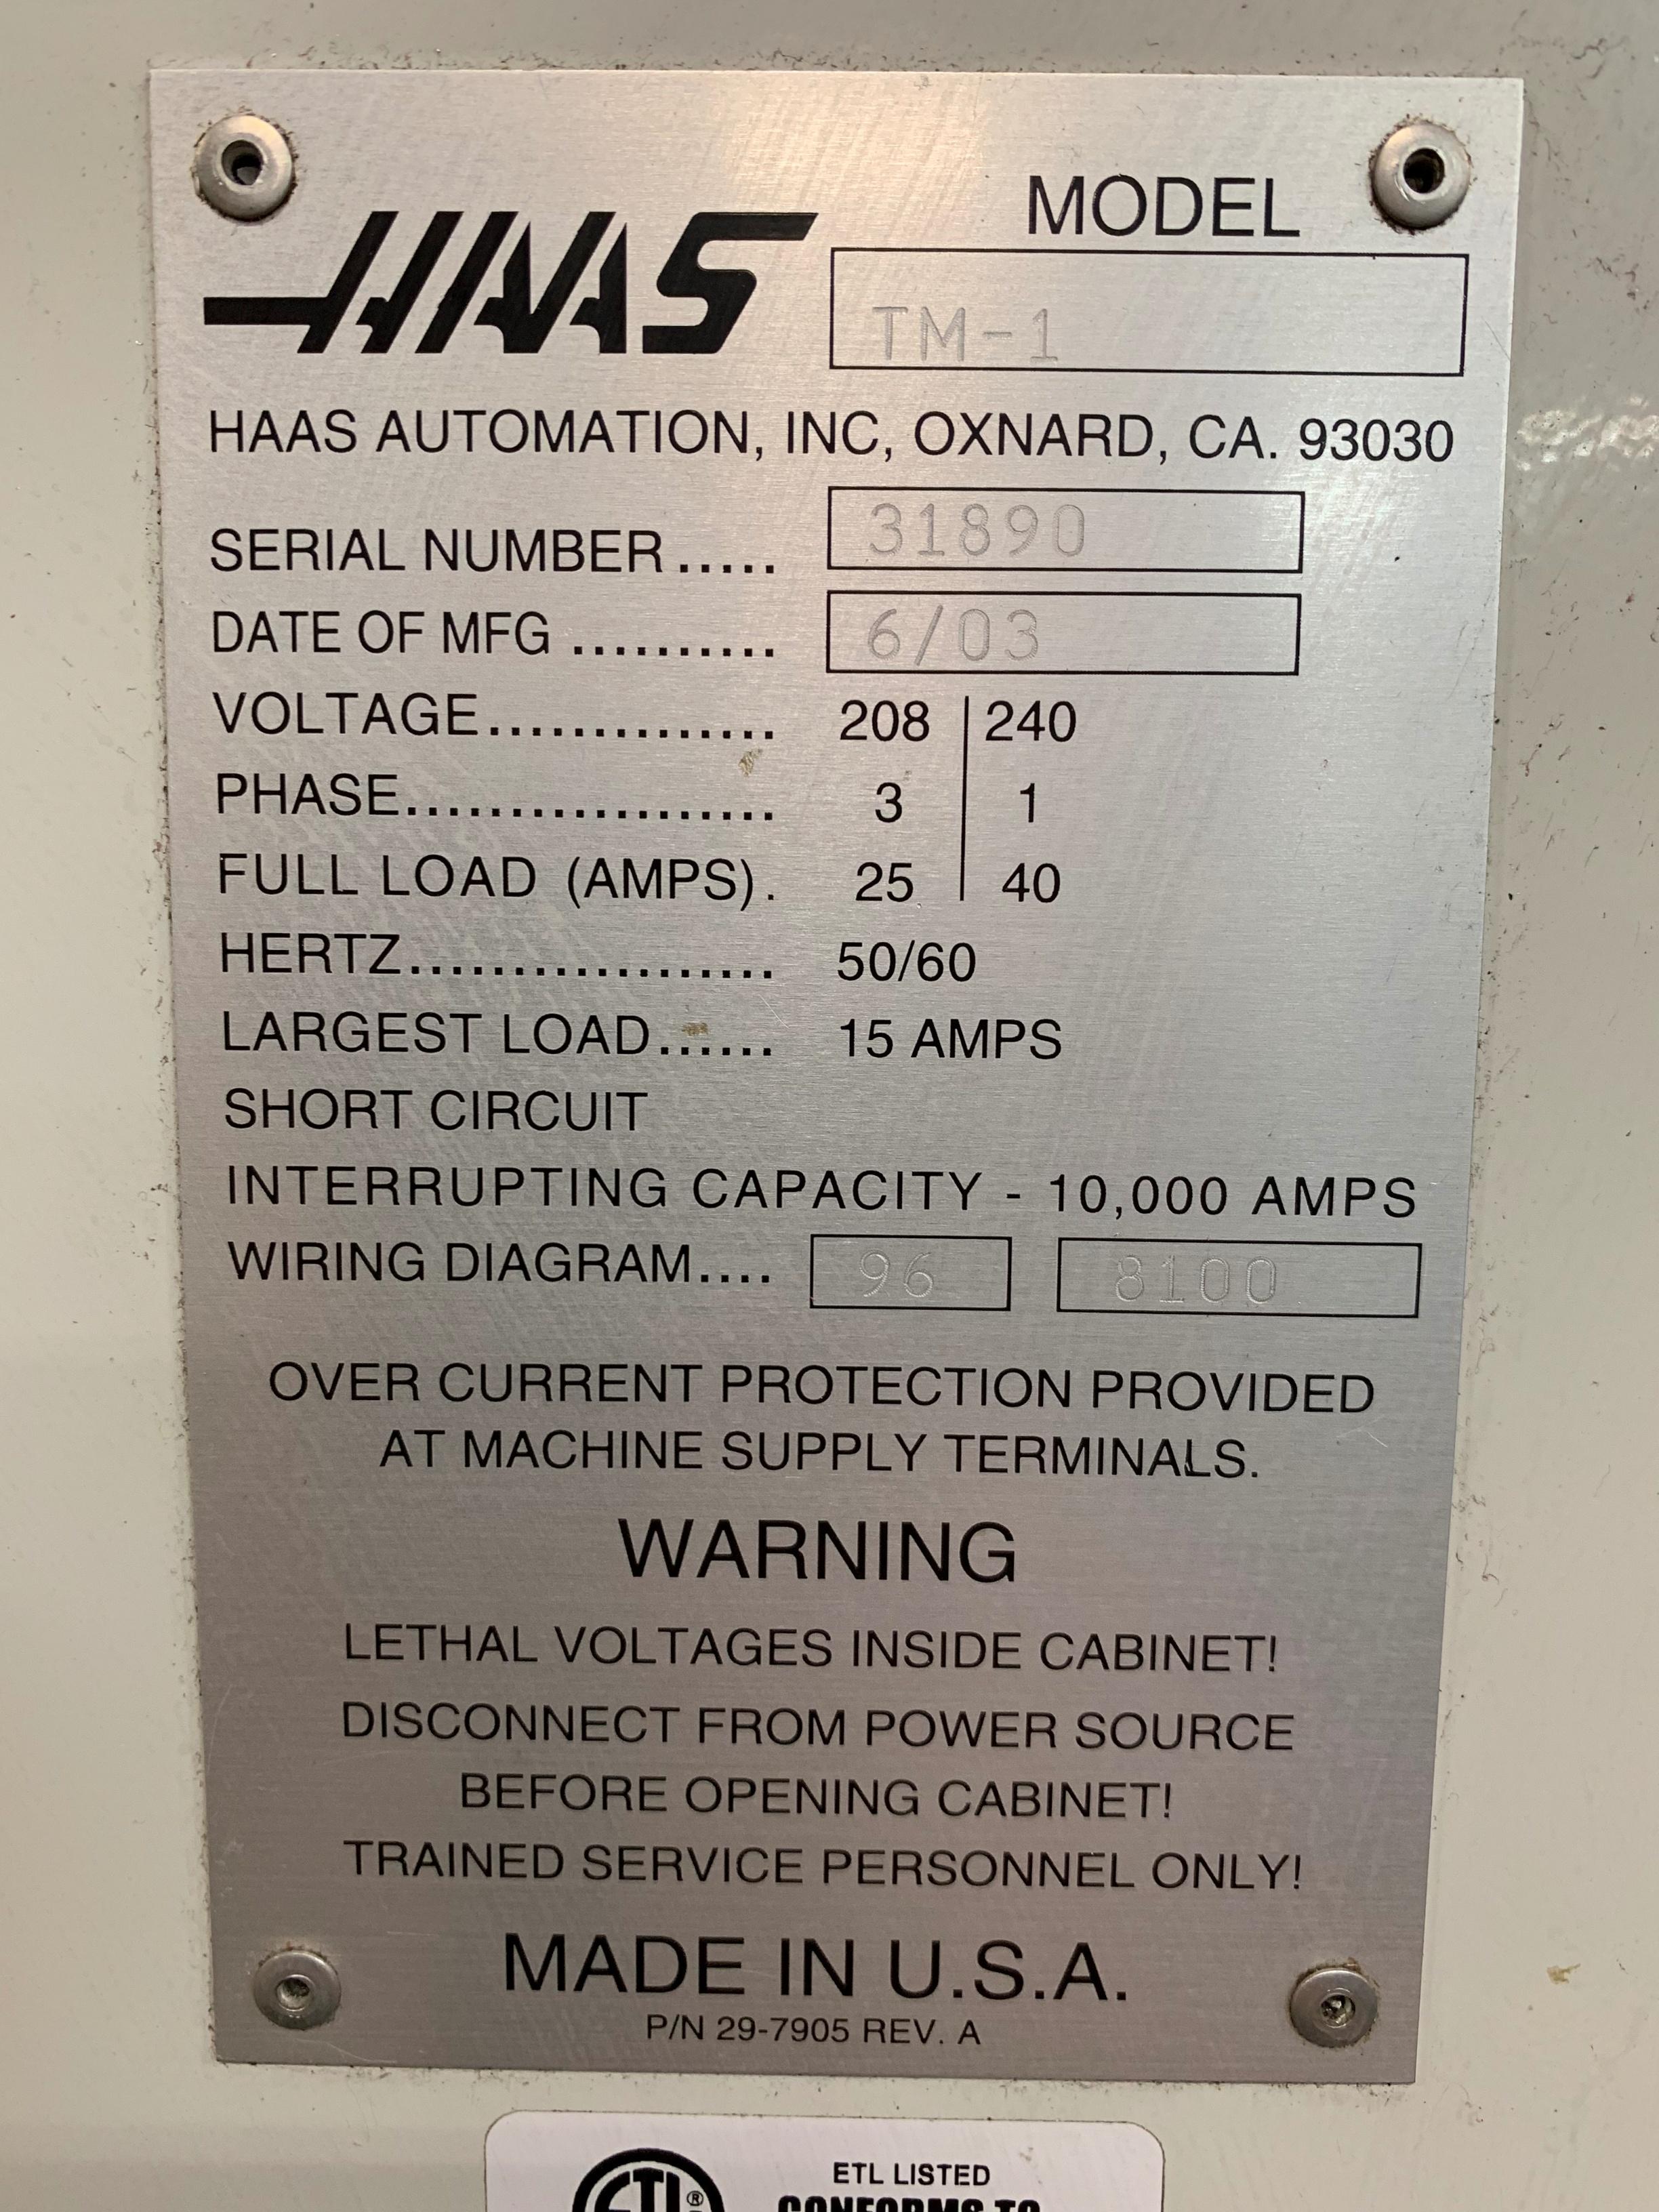 HAAS
MODEL
TM-1
HAAS AUTOMATION, INC, OXNARD, CA. 93030
SERIAL NUMBER ..... 31890
DATE OF MFG .......... 6/03
VOLTAGE.............. 208 | 240
PHASE.................. 3 | 1
FULL LOAD (AMPS). 25 | 40
HERTZ.................. 50/60
LARGEST LOAD...... 15 AMPS
SHORT CIRCUIT
INTERRUPTING CAPACITY - 10,000 AMPS
WIRING DIAGRAM.... 96 8100
OVER CURRENT PROTECTION PROVIDED
AT MACHINE SUPPLY TERMINALS.
WARNING
LETHAL VOLTAGES INSIDE CABINET!
DISCONNECT FROM POWER SOURCE
BEFORE OPENING CABINET!
TRAINED SERVICE PERSONNEL ONLY!
MADE IN U.S.A.
P/N 29-7905 REV. A
ETL ®
ETL LISTED
CONFORMS TO